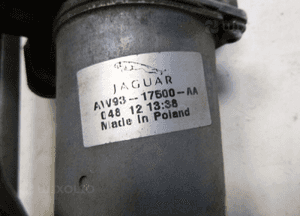 JAGUAR
AW93-17500-AA
048 12 13:38
Made In Poland